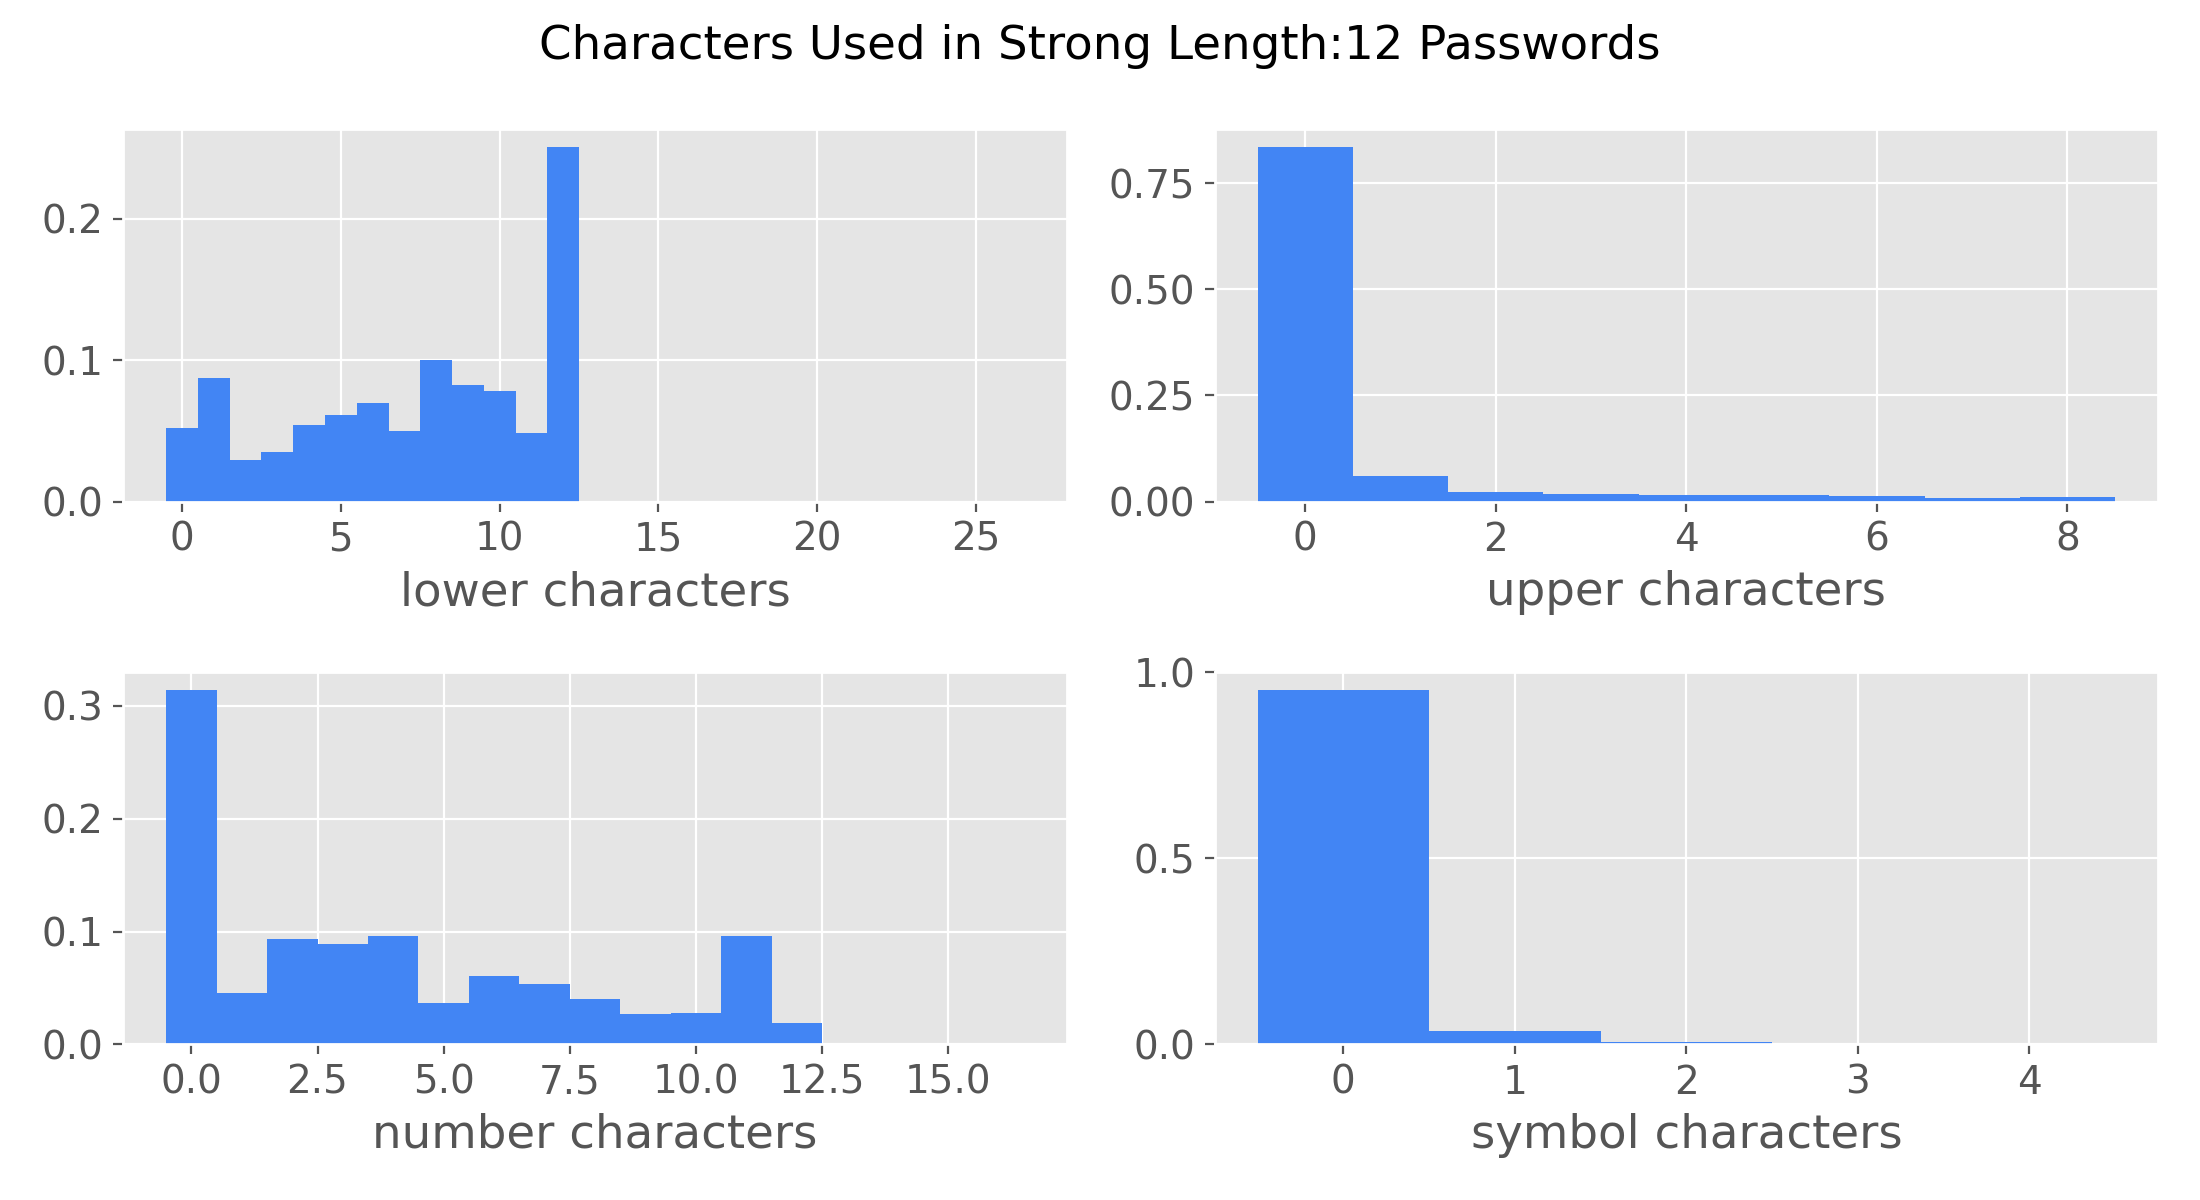 Characters Used in Strong Length:12 Passwords
0.2
0.1
0.0
0 5 10 15 20 25
lower characters
0.75
0.50
0.25
0.00
0 2 4 6 8
upper characters
0.3
0.2
0.1
0.0
0.0 2.5 5.0 7.5 10.0 12.5 15.0
number characters
1.0
0.5
0.0
0 1 2 3 4
symbol characters